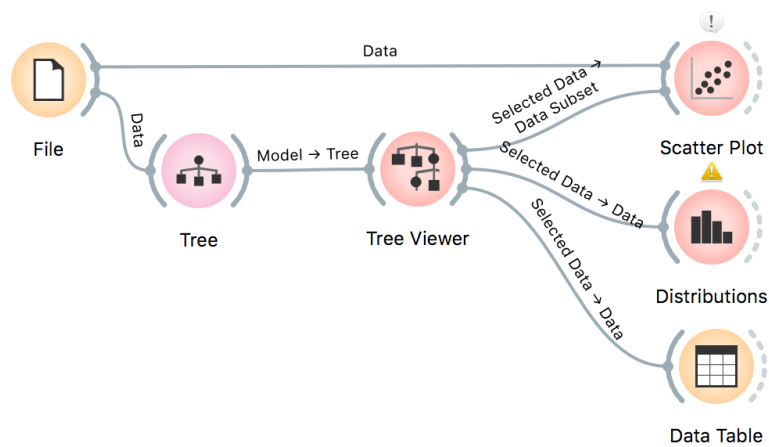 Data
File
Data
Tree
Model → Tree
Tree Viewer
Selected Data →
Data Subset
Scatter Plot
Selected Data → Data
Distributions
Selected Data → Data
Data Table